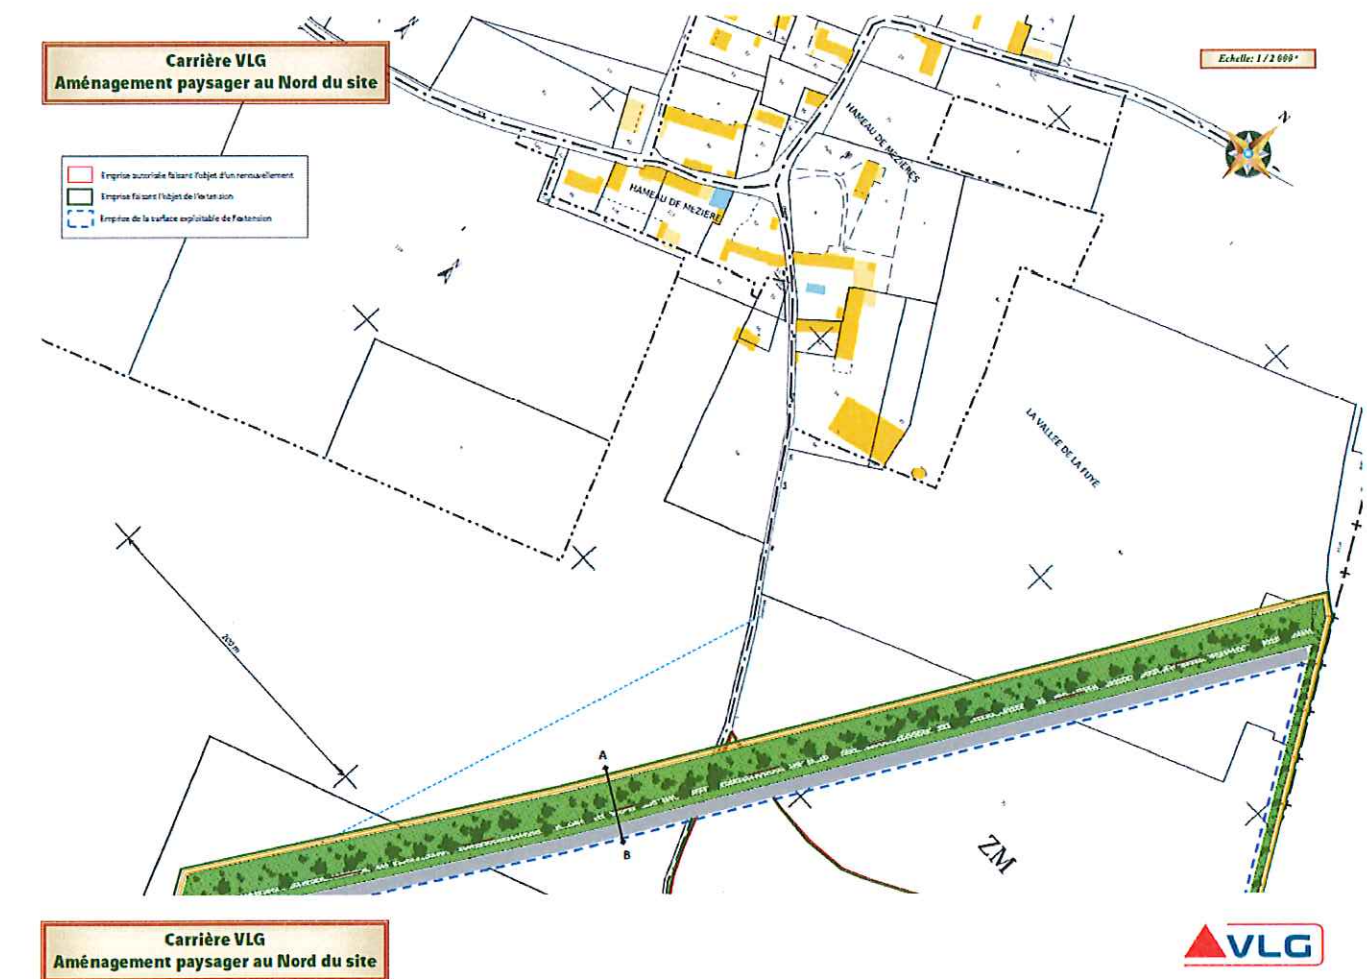 Carrière VLG
Aménagement paysager au Nord du site
Echelle: 1 / 2 000°
N
Emprise autorisée faisant l'objet d'un renouvellement
Emprise faisant l'objet de l'extension
Emprise de la surface exploitable de l'extension
HAMEAU DE MEZIERES
HAMEAU DE MEZIERE
LA VALLEE DE LA FUYE
200 m
A
B
ZM
Carrière VLG
Aménagement paysager au Nord du site
VLG